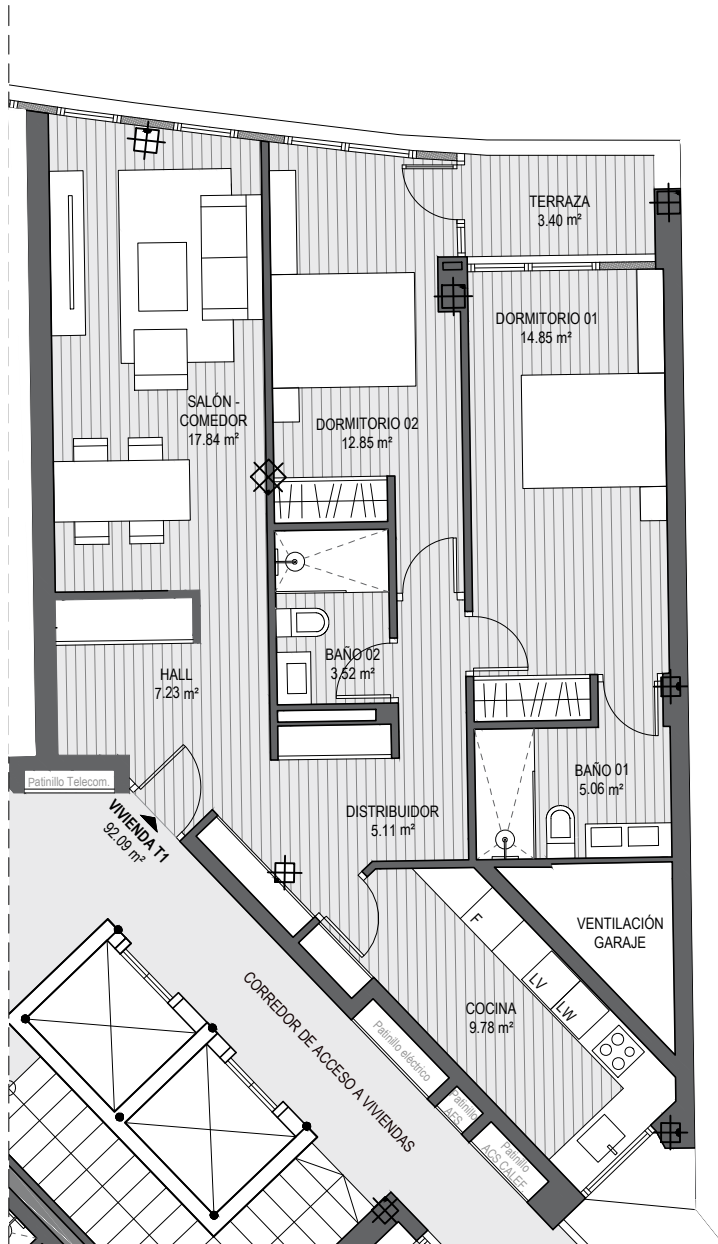 TERRAZA
3.40 m²
DORMITORIO 01
14.85 m²
SALÓN -
COMEDOR
17.84 m²
DORMITORIO 02
12.85 m²
BAÑO 02
3.52 m²
HALL
7.23 m²
Patinillo Telecom.
VIVIENDA T1
92.09 m²
BAÑO 01
5.06 m²
DISTRIBUIDOR
5.11 m²
F
LV
LW
VENTILACIÓN
GARAJE
COCINA
9.78 m²
CORREDOR DE ACCESO A VIVIENDAS
Patinillo eléctrico
Patinillo
AFS
Patinillo
ACS CALEF